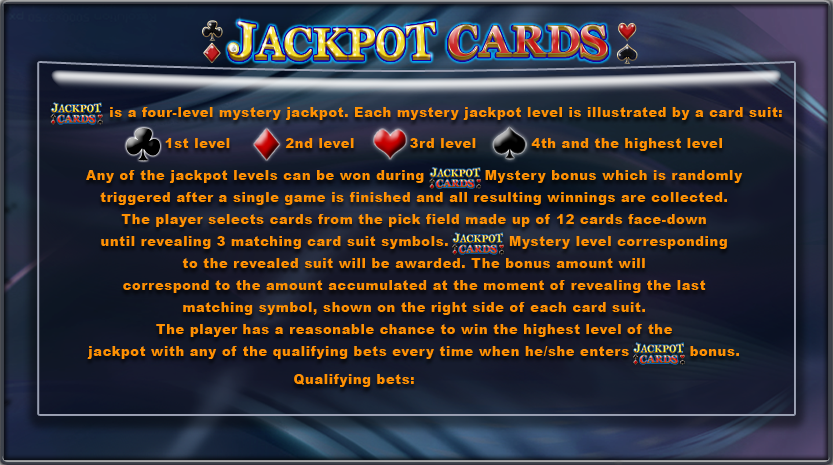 JACKPOT CARDS
JACKPOT CARDS is a four-level mystery jackpot. Each mystery jackpot level is illustrated by a card suit:
1st level 2nd level 3rd level 4th and the highest level
Any of the jackpot levels can be won during JACKPOT CARDS Mystery bonus which is randomly
triggered after a single game is finished and all resulting winnings are collected.
The player selects cards from the pick field made up of 12 cards face-down
until revealing 3 matching card suit symbols. JACKPOT CARDS Mystery level corresponding
to the revealed suit will be awarded. The bonus amount will
correspond to the amount accumulated at the moment of revealing the last
matching symbol, shown on the right side of each card suit.
The player has a reasonable chance to win the highest level of the
jackpot with any of the qualifying bets every time when he/she enters JACKPOT CARDS bonus.
Qualifying bets: